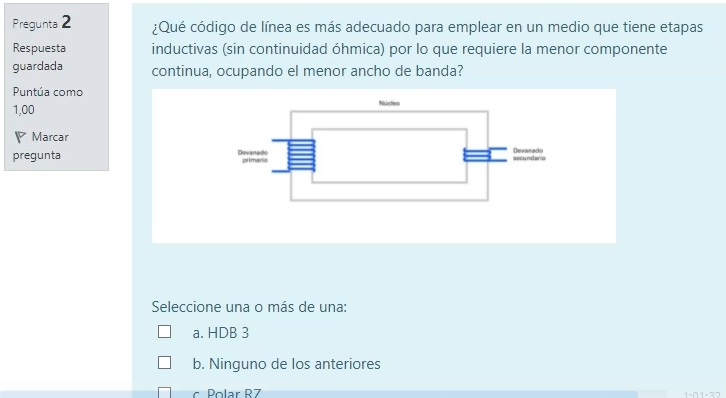 Pregunta 2
Respuesta
guardada
Puntúa como
1,00
Marcar
pregunta
¿Qué código de línea es más adecuado para emplear en un medio que tiene etapas
inductivas (sin continuidad óhmica) por lo que requiere la menor componente
continua, ocupando el menor ancho de banda?
Núcleo
Devanado
primario
Devanado
secundario
Seleccione una o más de una:
a. HDB 3
b. Ninguno de los anteriores
c. Polar RZ
1:01:32